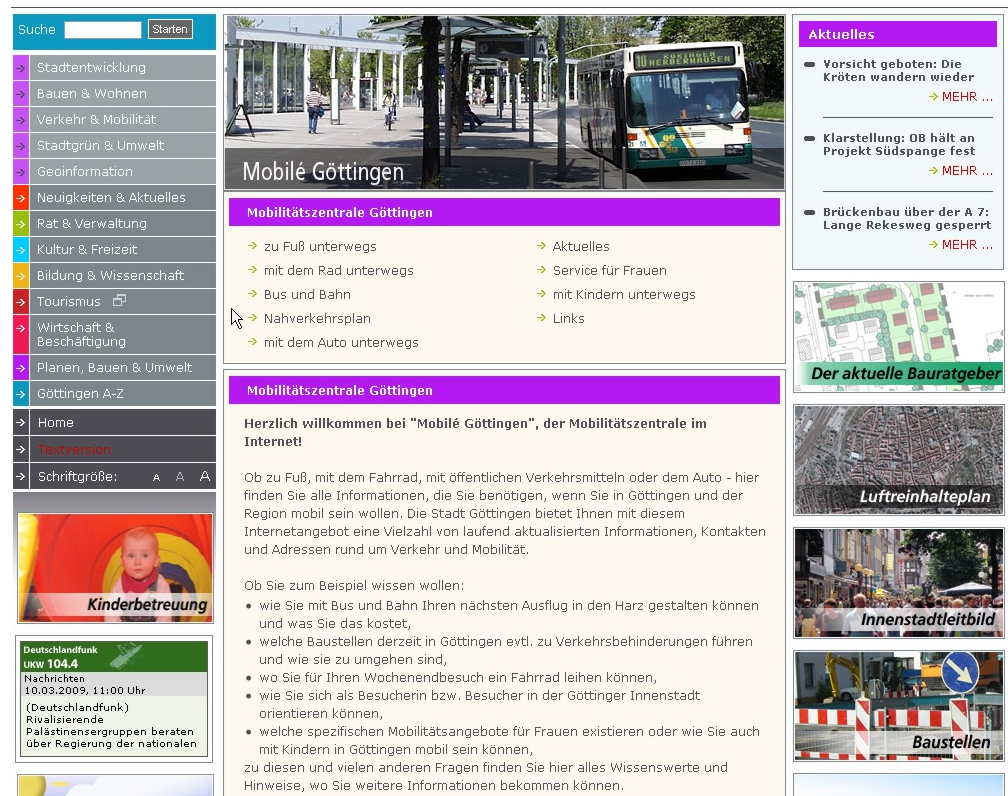 Suche Starten
Stadtentwicklung
Bauen & Wohnen
Verkehr & Mobilität
Stadtgrün & Umwelt
Geoinformation
Neuigkeiten & Aktuelles
Rat & Verwaltung
Kultur & Freizeit
Bildung & Wissenschaft
Tourismus
Wirtschaft &
Beschäftigung
Planen, Bauen & Umwelt
Göttingen A-Z
Home
Textversion
Schriftgröße: A A A
Kinderbetreuung
Deutschlandfunk
UKW 104.4
Nachrichten
10.03.2009, 11:00 Uhr
(Deutschlandfunk)
Rivalisierende
Palästinensergruppen beraten
über Regierung der nationalen
A
10 HERBERHAUSEN
Mobilé Göttingen
Mobilitätszentrale Göttingen
zu Fuß unterwegs
mit dem Rad unterwegs
Bus und Bahn
Nahverkehrsplan
mit dem Auto unterwegs
Aktuelles
Service für Frauen
mit Kindern unterwegs
Links
Mobilitätszentrale Göttingen
Herzlich willkommen bei "Mobilé Göttingen", der Mobilitätszentrale im
Internet!
Ob zu Fuß, mit dem Fahrrad, mit öffentlichen Verkehrsmitteln oder dem Auto - hier
finden Sie alle Informationen, die Sie benötigen, wenn Sie in Göttingen und der
Region mobil sein wollen. Die Stadt Göttingen bietet Ihnen mit diesem
Internetangebot eine Vielzahl von laufend aktualisierten Informationen, Kontakten
und Adressen rund um Verkehr und Mobilität.
Ob Sie zum Beispiel wissen wollen:
• wie Sie mit Bus und Bahn Ihren nächsten Ausflug in den Harz gestalten können
und was Sie das kostet,
• welche Baustellen derzeit in Göttingen evtl. zu Verkehrsbehinderungen führen
und wie sie zu umgehen sind,
• wo Sie für Ihren Wochenendbesuch ein Fahrrad leihen können,
• wie Sie sich als Besucherin bzw. Besucher in der Göttinger Innenstadt
orientieren können,
• welche spezifischen Mobilitätsangebote für Frauen existieren oder wie Sie auch
mit Kindern in Göttingen mobil sein können,
zu diesen und vielen anderen Fragen finden Sie hier alles Wissenswerte und
Hinweise, wo Sie weitere Informationen bekommen können.
Aktuelles
Vorsicht geboten: Die
Kröten wandern wieder
MEHR ...
Klarstellung: OB hält an
Projekt Südspange fest
MEHR ...
Brückenbau über der A 7:
Lange Rekesweg gesperrt
MEHR ...
Der aktuelle Bauratgeber
Luftreinhalteplan
Innenstadtleitbild
Baustellen